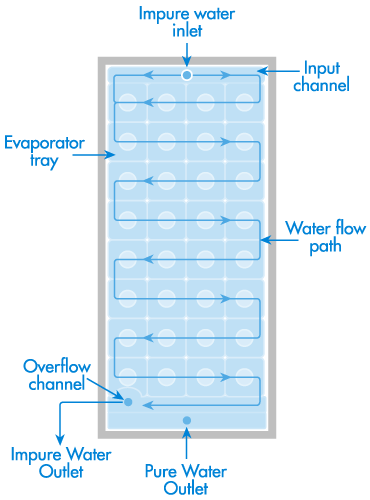 Impure water
inlet
Input
channel
Evaporator
tray
Water flow
path
Overflow
channel
Impure Water
Outlet
Pure Water
Outlet